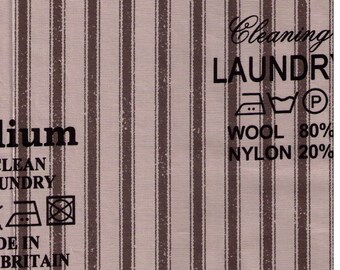 Cleaning
LAUNDRY
P
WOOL 80%
NYLON 20%
lium
CLEAN
UNDRY
DE IN
BRITAIN